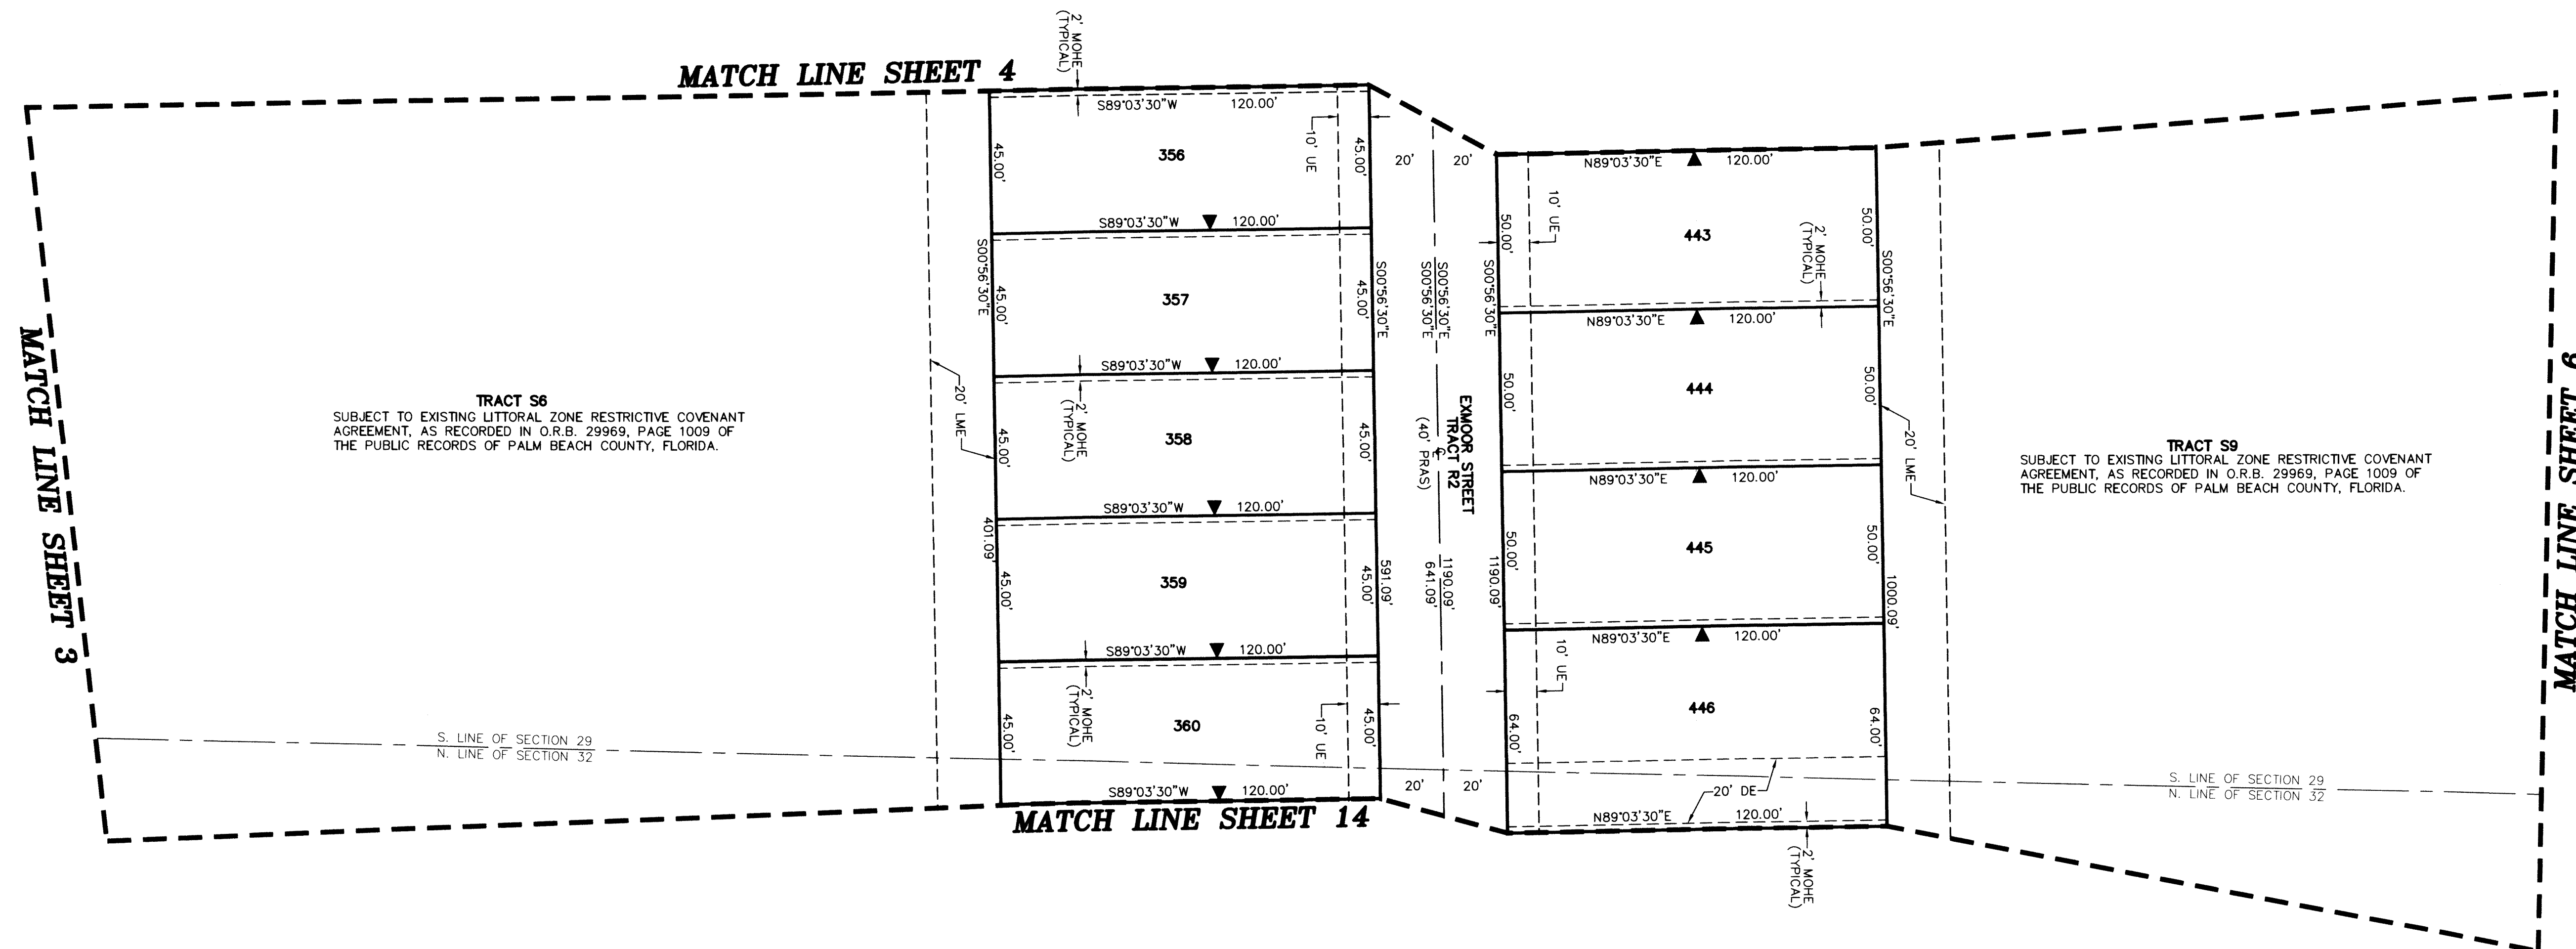 2' MOHE
(TYPICAL)
MATCH LINE SHEET 4
S89°03'30"W 120.00'
10' UE
45.00'
356
45.00'
20' 20'
N89°03'30"E 120.00'
10' UE
50.00'
443
50.00'
2' MOHE
(TYPICAL)
S89°03'30"W 120.00'
S00°56'30"E
45.00'
357
45.00'
S00°56'30"E
S00°56'30"E
S00°56'30"E
S00°56'30"E
S00°56'30"E
N89°03'30"E 120.00'
MATCH LINE SHEET 3
TRACT S6
SUBJECT TO EXISTING LITTORAL ZONE RESTRICTIVE COVENANT
AGREEMENT, AS RECORDED IN O.R.B. 29969, PAGE 1009 OF
THE PUBLIC RECORDS OF PALM BEACH COUNTY, FLORIDA.
20' LME
S89°03'30"W 120.00'
2' MOHE
(TYPICAL)
45.00'
358
45.00'
EXMOOR STREET
TRACT R2
(40' PRAS)
50.00'
444
50.00'
20' LME
TRACT S9
SUBJECT TO EXISTING LITTORAL ZONE RESTRICTIVE COVENANT
AGREEMENT, AS RECORDED IN O.R.B. 29969, PAGE 1009 OF
THE PUBLIC RECORDS OF PALM BEACH COUNTY, FLORIDA.
MATCH LINE SHEET 9
N89°03'30"E 120.00'
S89°03'30"W 120.00'
401.09'
45.00'
359
45.00'
591.09'
1190.09'
641.09'
1190.09'
50.00'
445
50.00'
1000.09'
N89°03'30"E 120.00'
S89°03'30"W 120.00'
2' MOHE
(TYPICAL)
45.00'
360
10' UE
45.00'
10' UE
64.00'
446
64.00'
S. LINE OF SECTION 29
N. LINE OF SECTION 32
S. LINE OF SECTION 29
N. LINE OF SECTION 32
20' 20'
20' DE
S89°03'30"W 120.00'
N89°03'30"E 120.00'
MATCH LINE SHEET 14
2' MOHE
(TYPICAL)